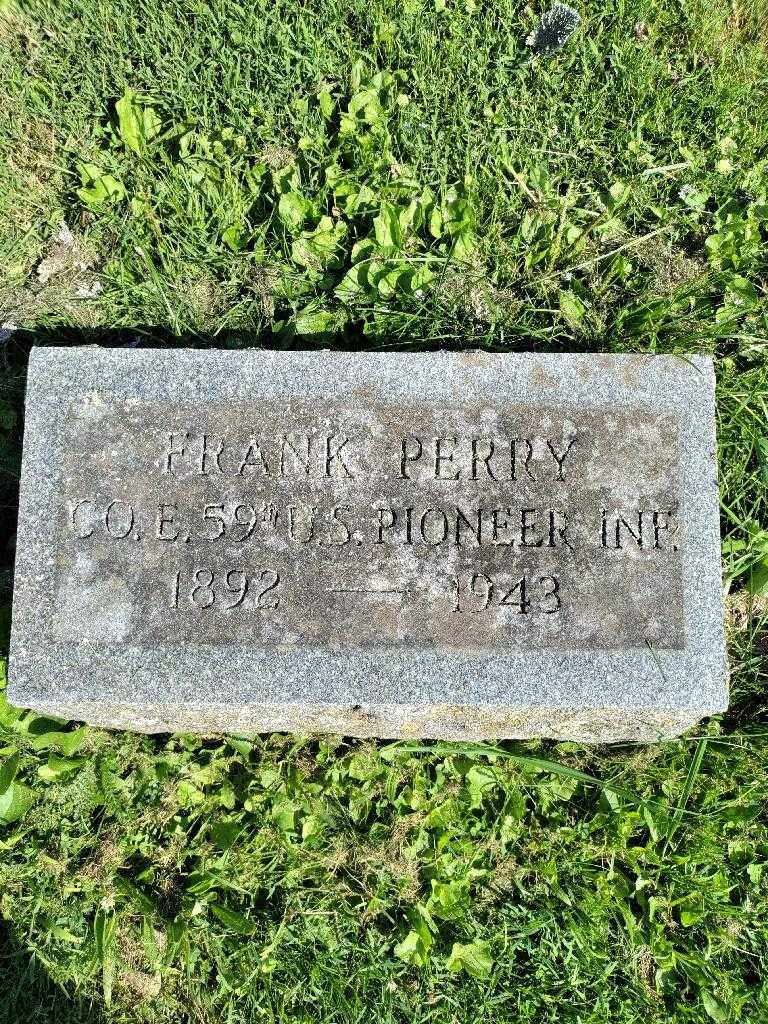 FRANK PERRY
CO. E. 59TH U.S. PIONEER INF.
1892 — 1943